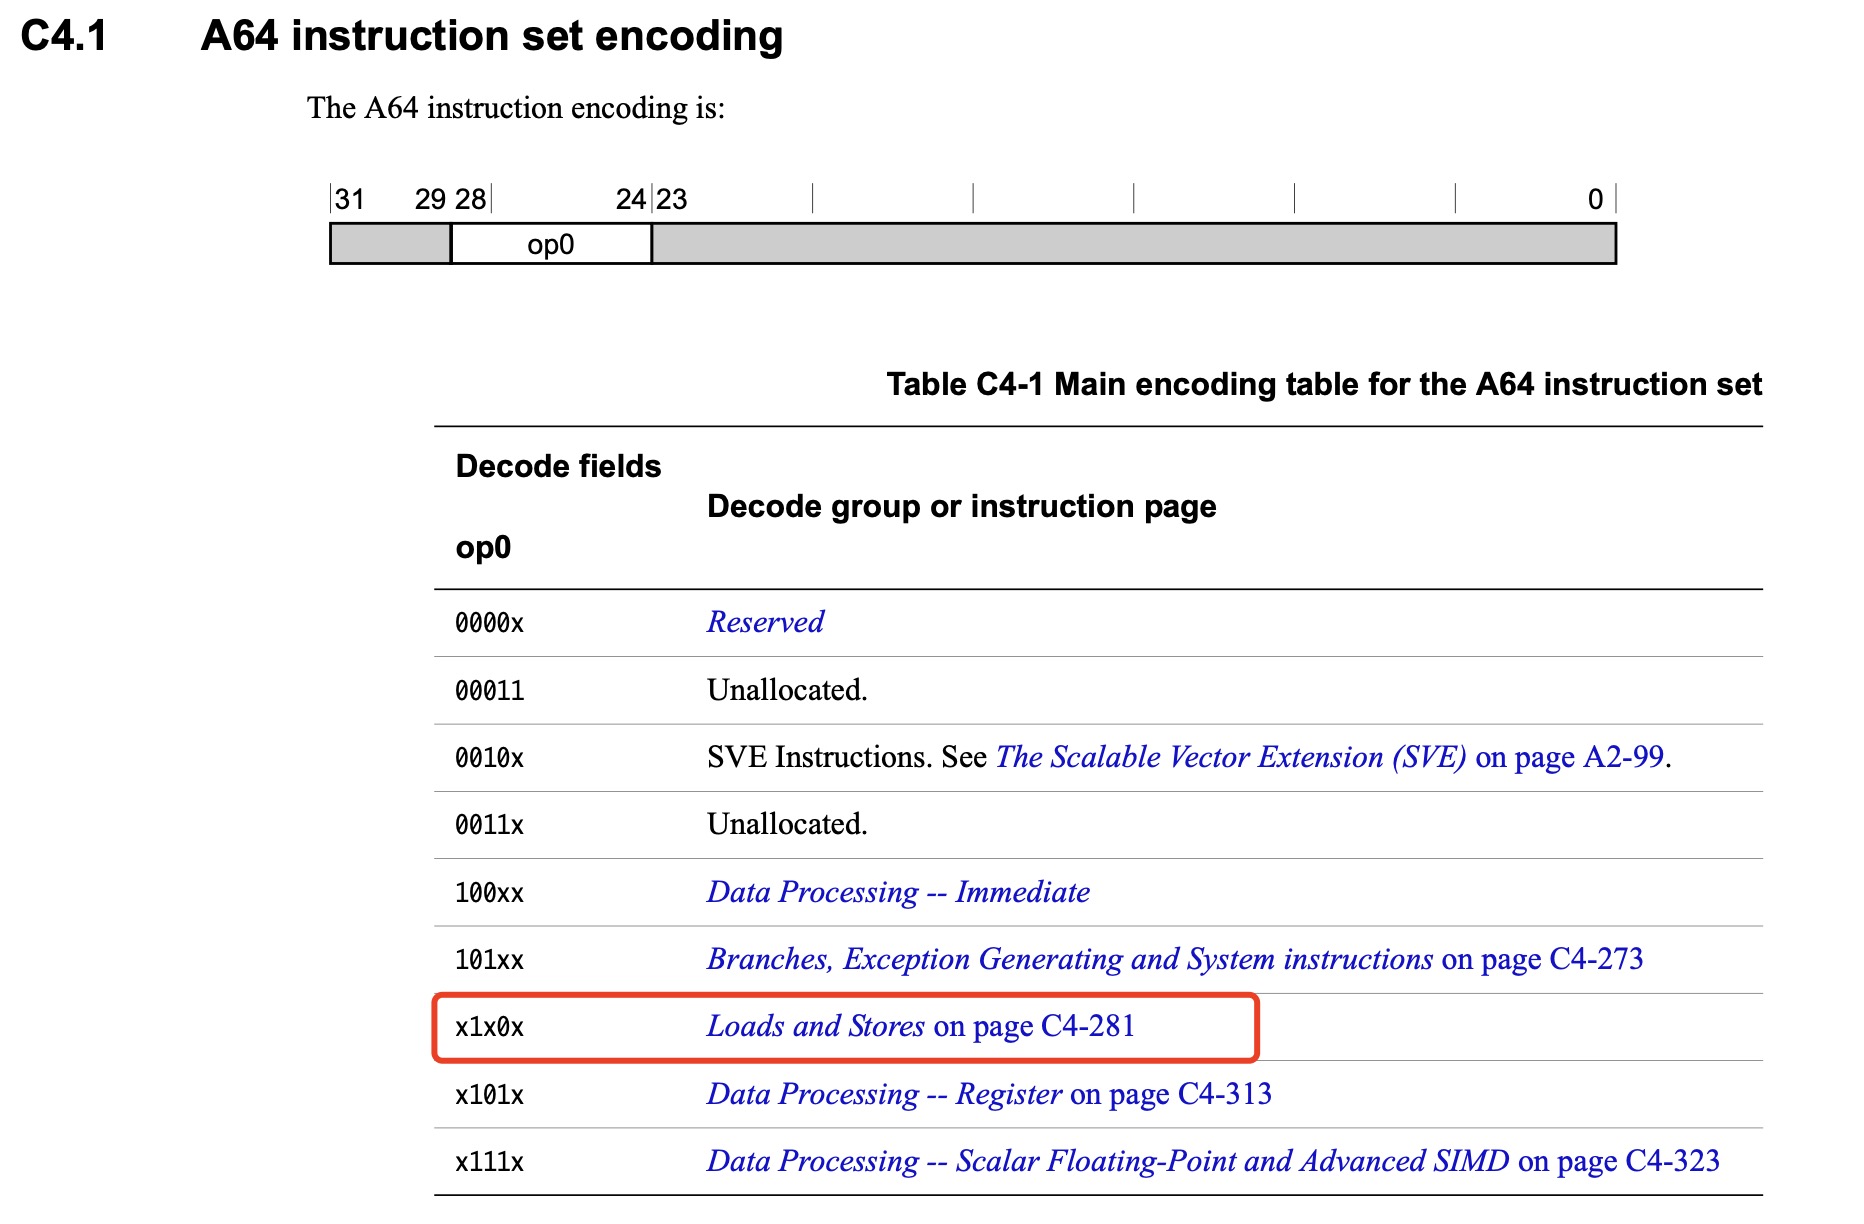 C4.1 A64 instruction set encoding
The A64 instruction encoding is:
31 29 28 24 23 0
op0
Table C4-1 Main encoding table for the A64 instruction set
Decode fields
Decode group or instruction page
op0
0000x Reserved
00011 Unallocated.
0010x SVE Instructions. See The Scalable Vector Extension (SVE) on page A2-99.
0011x Unallocated.
100xx Data Processing -- Immediate
101xx Branches, Exception Generating and System instructions on page C4-273
x1x0x Loads and Stores on page C4-281
x101x Data Processing -- Register on page C4-313
x111x Data Processing -- Scalar Floating-Point and Advanced SIMD on page C4-323